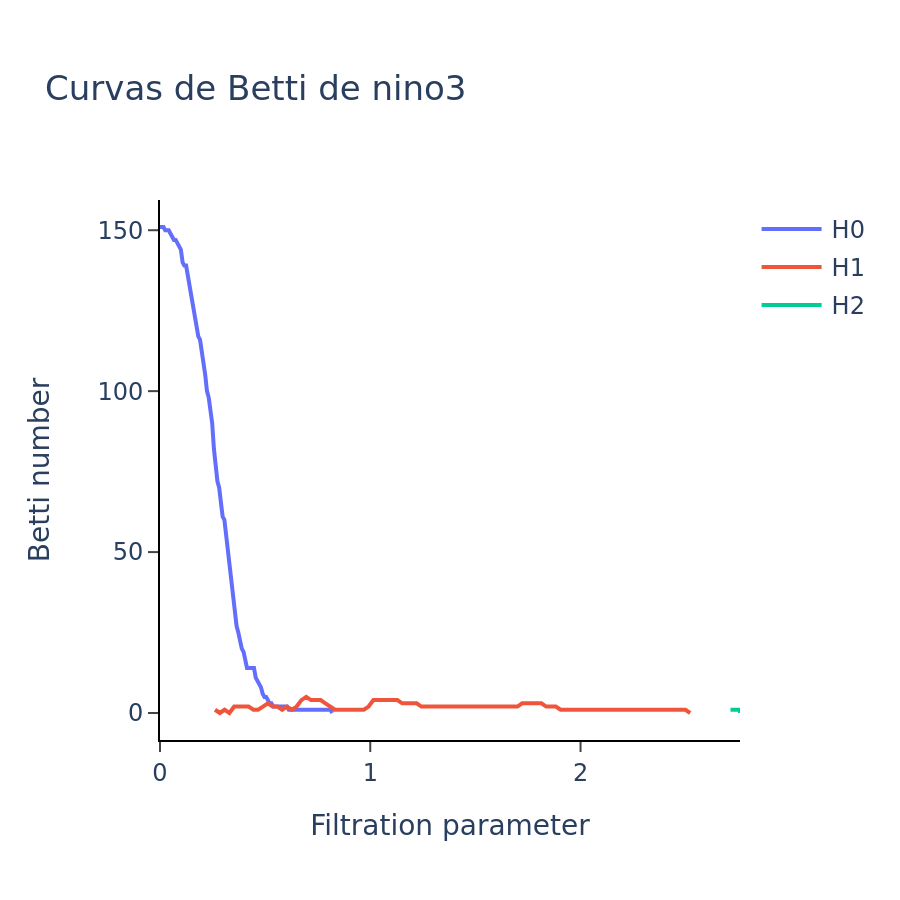 Curvas de Betti de nino3
H0
H1
H2
150
100
50
0
Betti number
0 1 2
Filtration parameter